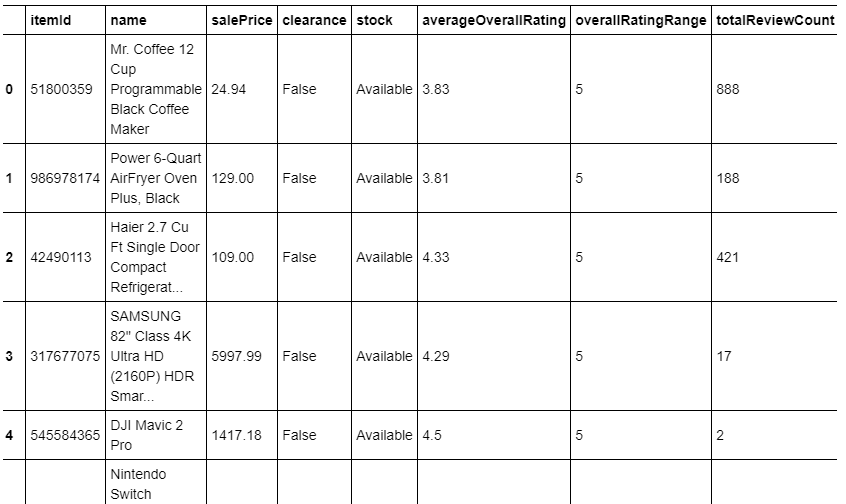 itemId name salePrice clearance stock averageOverallRating overallRatingRange totalReviewCount
Mr. Coffee 12
Cup
0 51800359 Programmable 24.94 False Available 3.83 5 888
Black Coffee
Maker
Power 6-Quart
1 986978174 AirFryer Oven 129.00 False Available 3.81 5 188
Plus, Black
Haier 2.7 Cu
Ft Single Door
2 42490113 Compact 109.00 False Available 4.33 5 421
Refrigerat...
SAMSUNG
82" Class 4K
3 317677075 Ultra HD 5997.99 False Available 4.29 5 17
(2160P) HDR
Smar...
4 545584365 DJI Mavic 2 1417.18 False Available 4.5 5 2
Pro
Nintendo
Switch